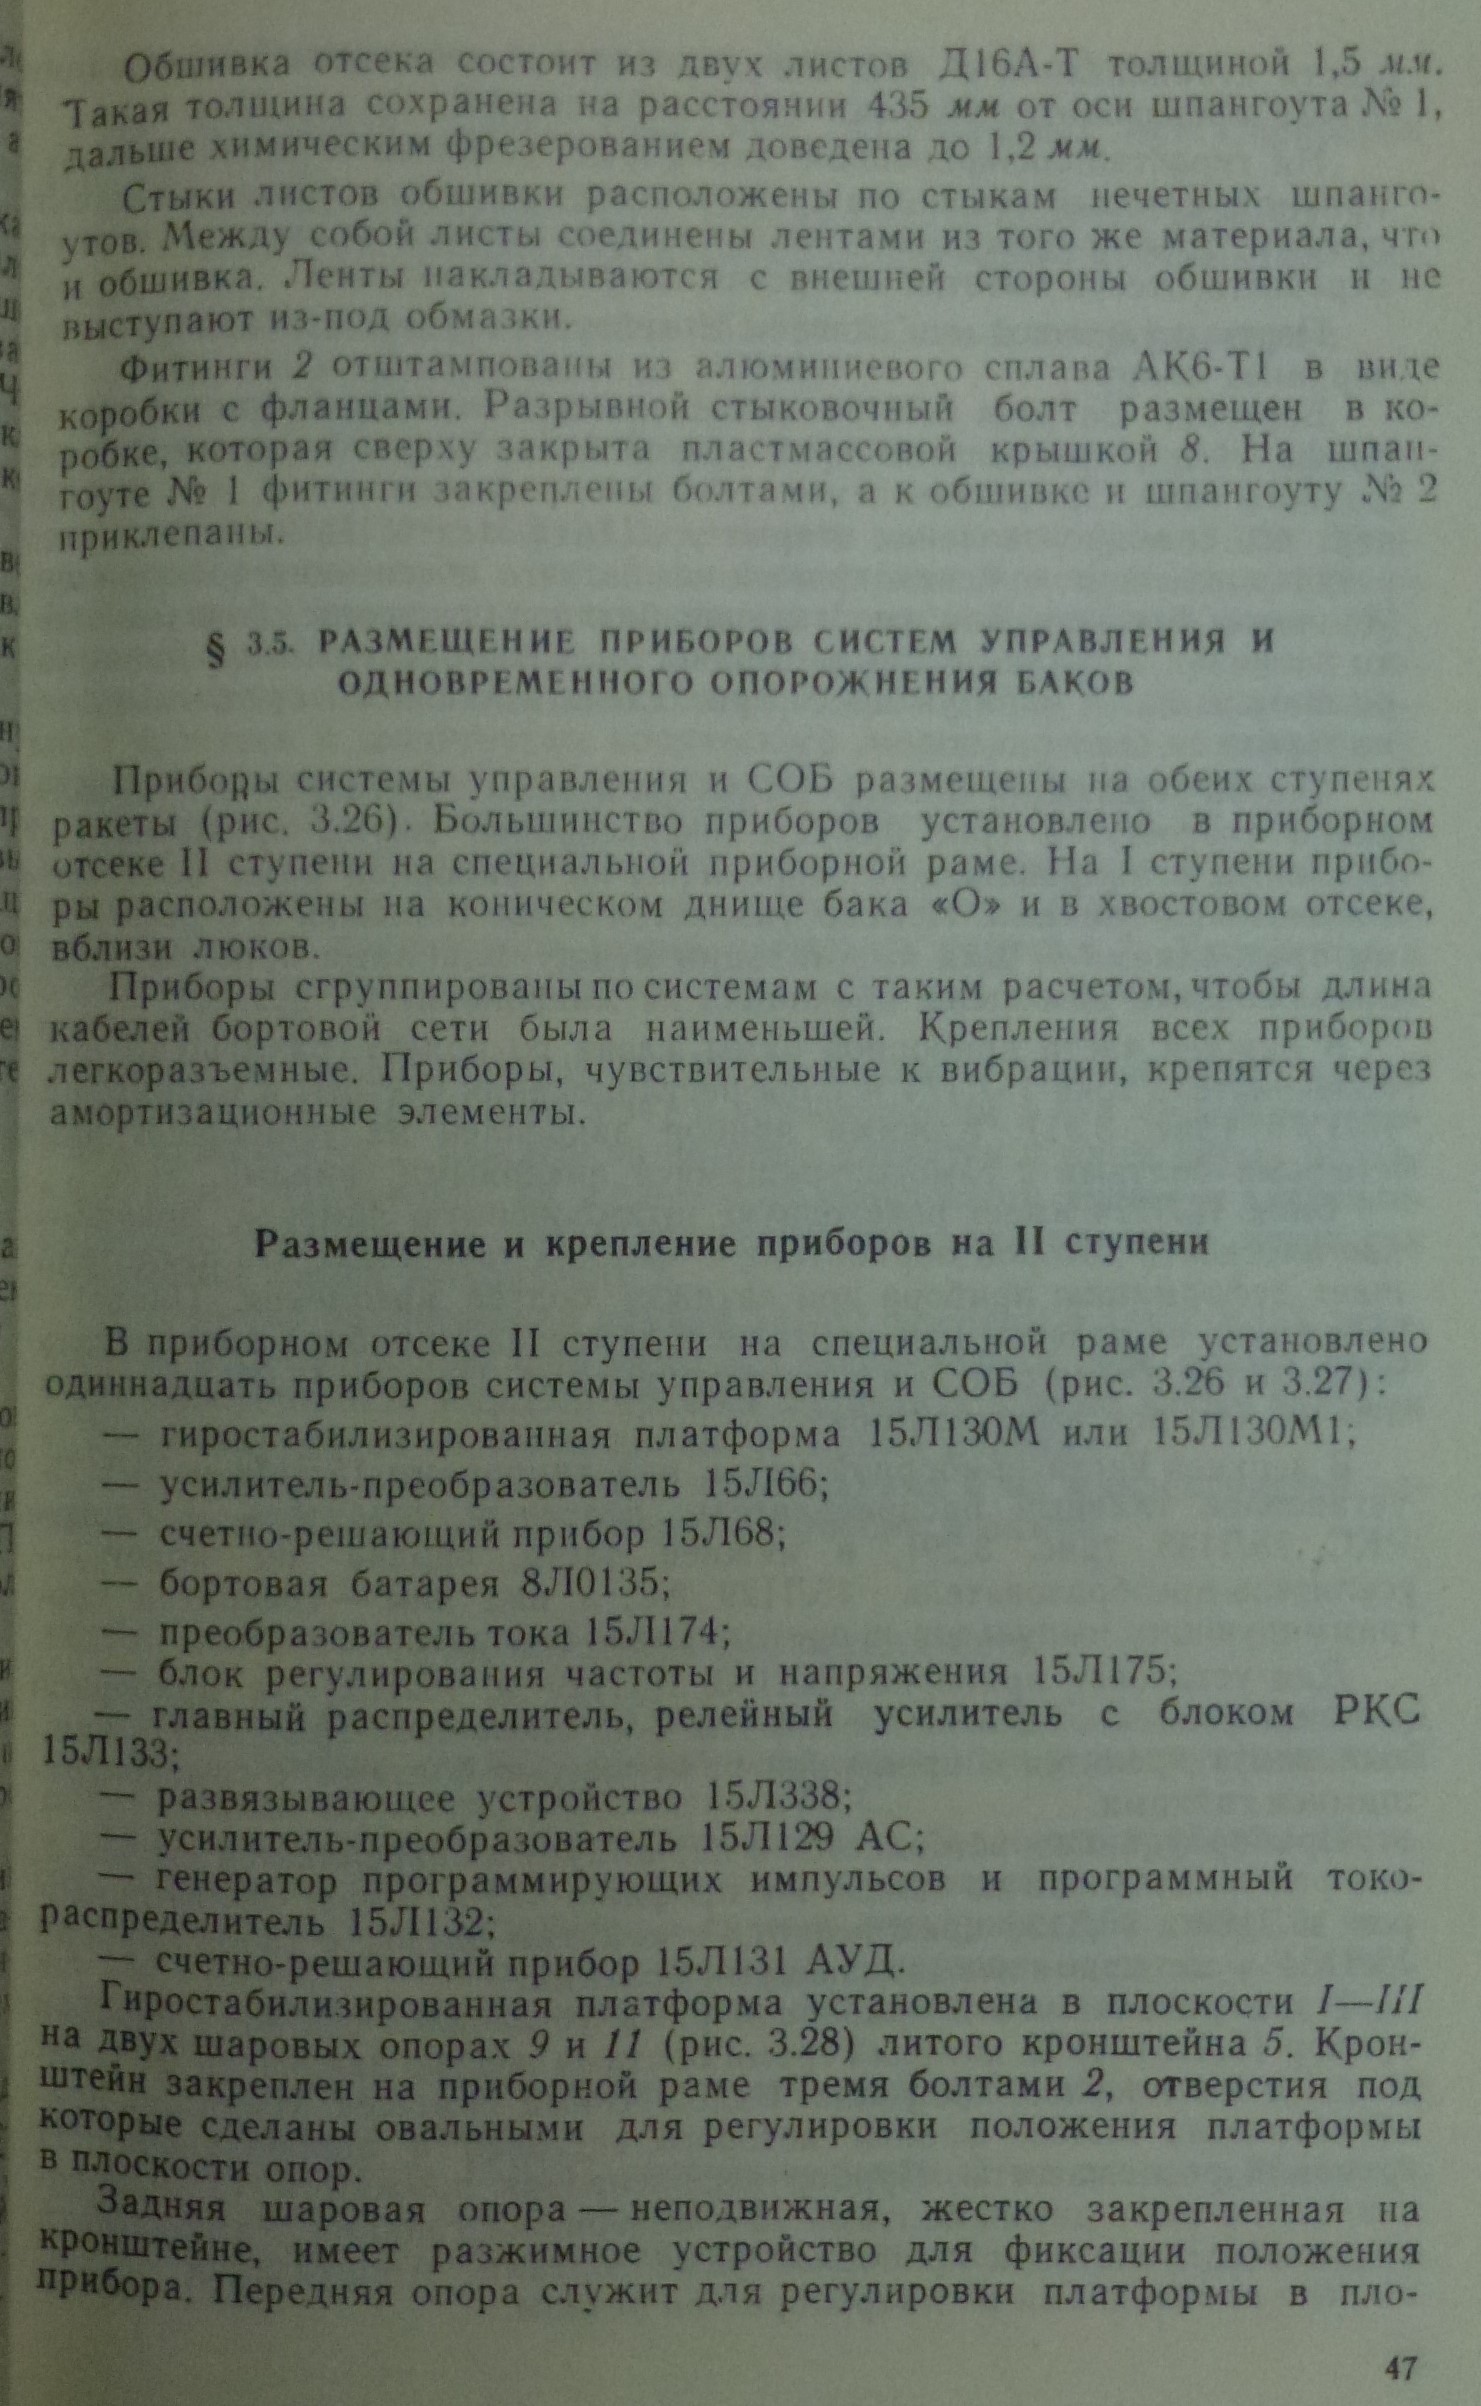 Обшивка отсека состоит из двух листов Д16А-Т толщиной 1,5 мм.
Такая толщина сохранена на расстоянии 435 мм от оси шпангоута № 1,
дальше химическим фрезерованием доведена до 1,2 мм.
Стыки листов обшивки расположены по стыкам нечетных шпанго-
утов. Между собой листы соединены лентами из того же материала, что
и обшивка. Ленты накладываются с внешней стороны обшивки и не
выступают из-под обмазки.
Фитинги 2 отштампованы из алюминиевого сплава АК6-Т1 в виде
коробки с фланцами. Разрывной стыковочный болт размещен в ко-
робке, которая сверху закрыта пластмассовой крышкой 8. На шпан-
гоуте № 1 фитинги закреплены болтами, а к обшивке и шпангоуту № 2
приклепаны.
§ 3.5. РАЗМЕЩЕНИЕ ПРИБОРОВ СИСТЕМ УПРАВЛЕНИЯ И
ОДНОВРЕМЕННОГО ОПОРОЖНЕНИЯ БАКОВ
Приборы системы управления и СОБ размещены на обеих ступенях
ракеты (рис. 3.26). Большинство приборов установлено в приборном
отсеке II ступени на специальной приборной раме. На I ступени прибо-
ры расположены на коническом днище бака «О» и в хвостовом отсеке,
вблизи люков.
Приборы сгруппированы по системам с таким расчетом, чтобы длина
кабелей бортовой сети была наименьшей. Крепления всех приборов
легкоразъемные. Приборы, чувствительные к вибрации, крепятся через
амортизационные элементы.
Размещение и крепление приборов на II ступени
В приборном отсеке II ступени на специальной раме установлено
одиннадцать приборов системы управления и СОБ (рис. 3.26 и 3.27):
— гиростабилизированная платформа 15Л130М или 15Л130М1;
— усилитель-преобразователь 15Л66;
— счетно-решающий прибор 15Л68;
— бортовая батарея 8Л0135;
— преобразователь тока 15Л174;
— блок регулирования частоты и напряжения 15Л175;
— главный распределитель, релейный усилитель с блоком РКС
15Л133;
— развязывающее устройство 15Л338;
— усилитель-преобразователь 15Л129 АС;
— генератор программирующих импульсов и программный токо-
распределитель 15Л132;
— счетно-решающий прибор 15Л131 АУД.
Гиростабилизированная платформа установлена в плоскости I—III
на двух шаровых опорах 9 и 11 (рис. 3.28) литого кронштейна 5. Крон-
штейн закреплен на приборной раме тремя болтами 2, отверстия под
которые сделаны овальными для регулировки положения платформы
в плоскости опор.
Задняя шаровая опора — неподвижная, жестко закрепленная на
кронштейне, имеет разжимное устройство для фиксации положения
прибора. Передняя опора служит для регулировки платформы в пло-
47